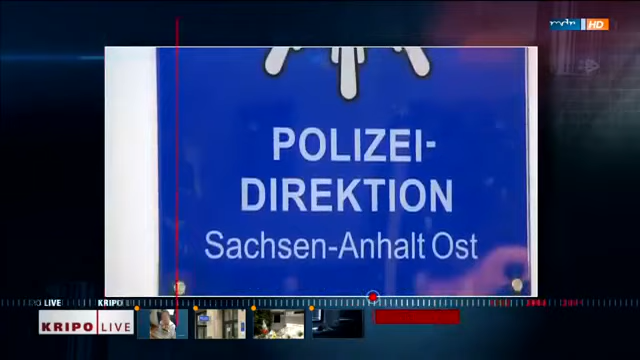 mdr HD
POLIZEI-
DIREKTION
Sachsen-Anhalt Ost
LIVE KRIPO
KRIPO LIVE